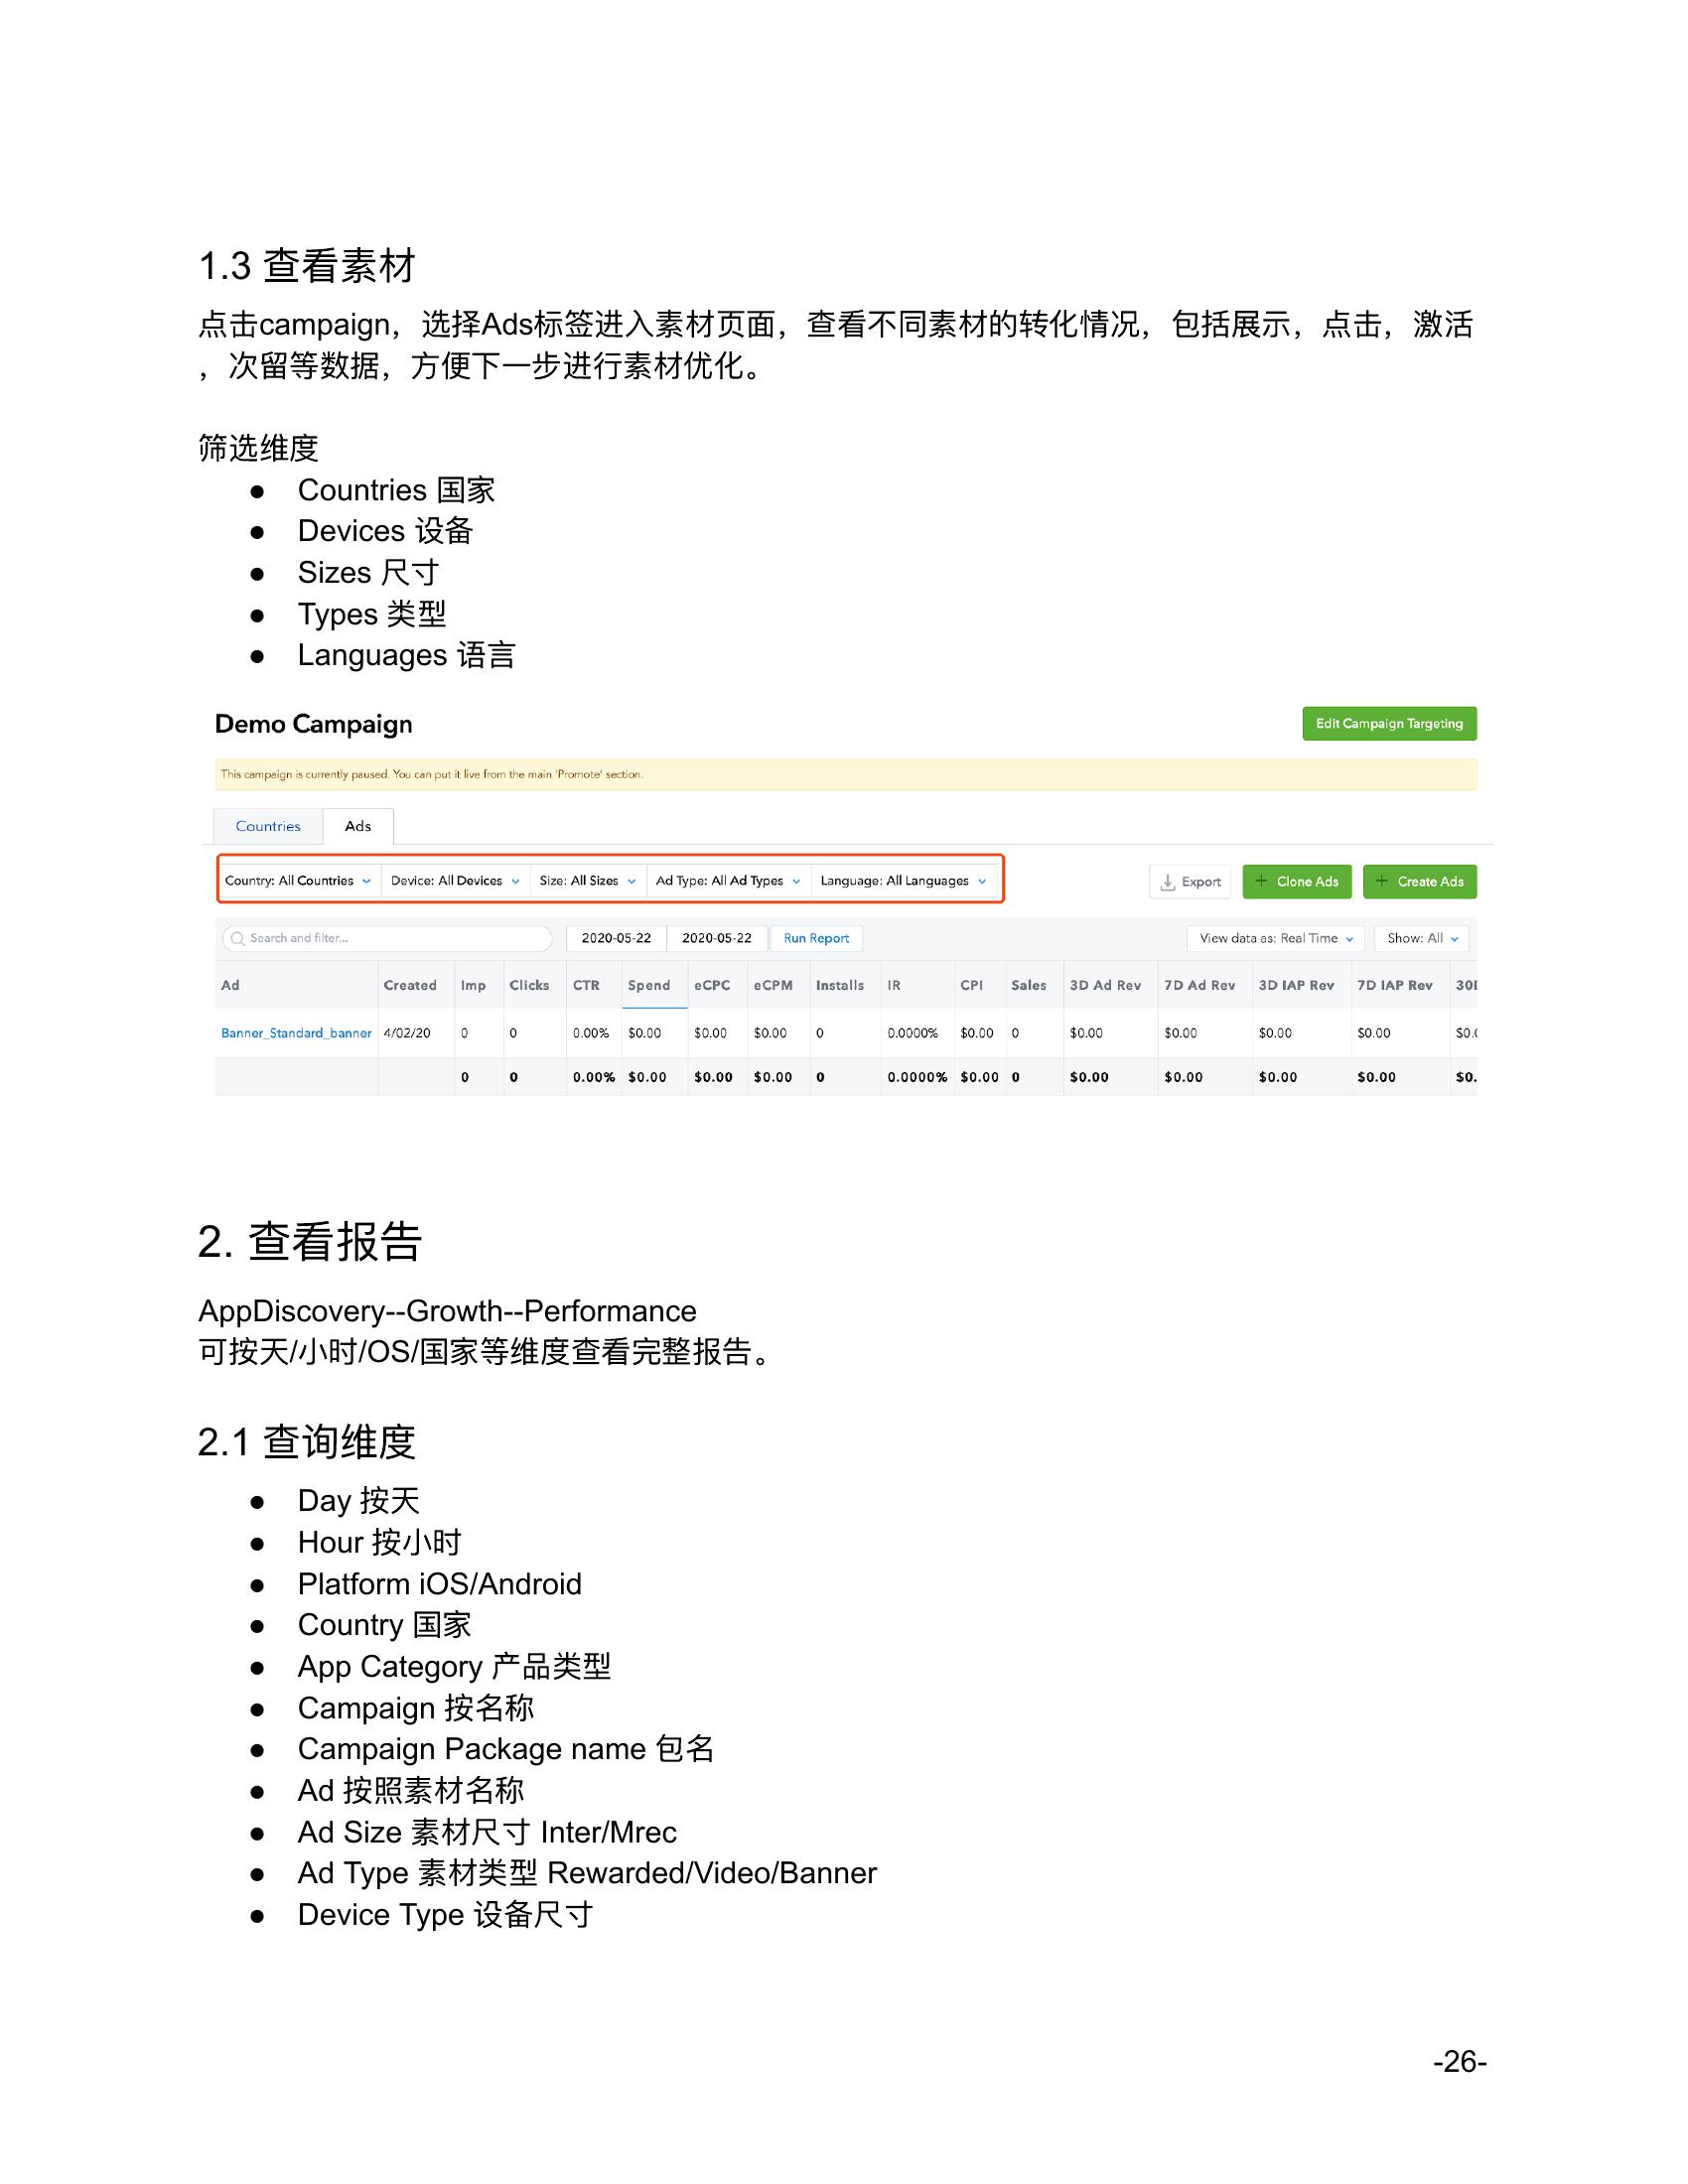 1.3 查看素材
点击campaign，选择Ads标签进入素材页面，查看不同素材的转化情况，包括展示，点击，激活
，次留等数据，方便下一步进行素材优化。
筛选维度
● Countries 国家
● Devices 设备
● Sizes 尺寸
● Types 类型
● Languages 语言
Demo Campaign Edit Campaign Targeting
This campaign is currently paused. You can put it live from the main 'Promote' section.
Countries Ads
Country: All Countries Device: All Devices Size: All Sizes Ad Type: All Ad Types Language: All Languages Export + Clone Ads + Create Ads
Search and filter... 2020-05-22 2020-05-22 Run Report View data as: Real Time Show: All
Ad Created Imp Clicks CTR Spend eCPC eCPM Installs IR CPI Sales 3D Ad Rev 7D Ad Rev 3D IAP Rev 7D IAP Rev
Banner_Standard_banner 4/02/20 0 0 0.00% $0.00 $0.00 $0.00 0 0.0000% $0.00 0 $0.00 $0.00 $0.00 $0.00
0 0 0.00% $0.00 $0.00 $0.00 0 0.0000% $0.00 0 $0.00 $0.00 $0.00 $0.00 $0.
2. 查看报告
AppDiscovery--Growth--Performance
可按天/小时/OS/国家等维度查看完整报告。
2.1 查询维度
● Day 按天
● Hour 按小时
● Platform iOS/Android
● Country 国家
● App Category 产品类型
● Campaign 按名称
● Campaign Package name 包名
● Ad 按照素材名称
● Ad Size 素材尺寸 Inter/Mrec
● Ad Type 素材类型 Rewarded/Video/Banner
● Device Type 设备尺寸
-26-